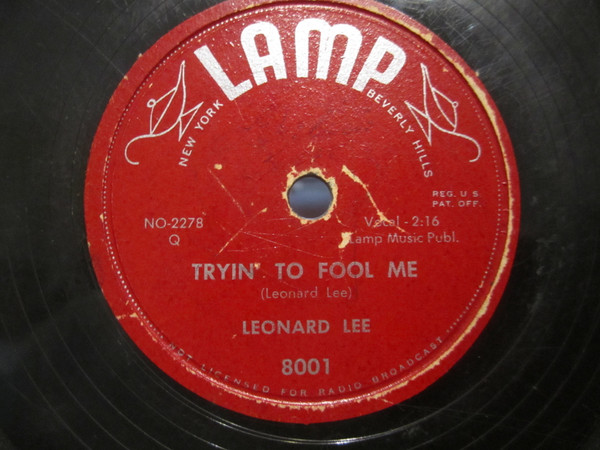 LAMP
NEW YORK
BEVERLY HILLS
REG. U S.
PAT. OFF.
NO-2278
Q
Vocal - 2:16
Lamp Music Publ.
TRYIN' TO FOOL ME
(Leonard Lee)
LEONARD LEE
8001
NOT LICENSED FOR RADIO BROADCAST